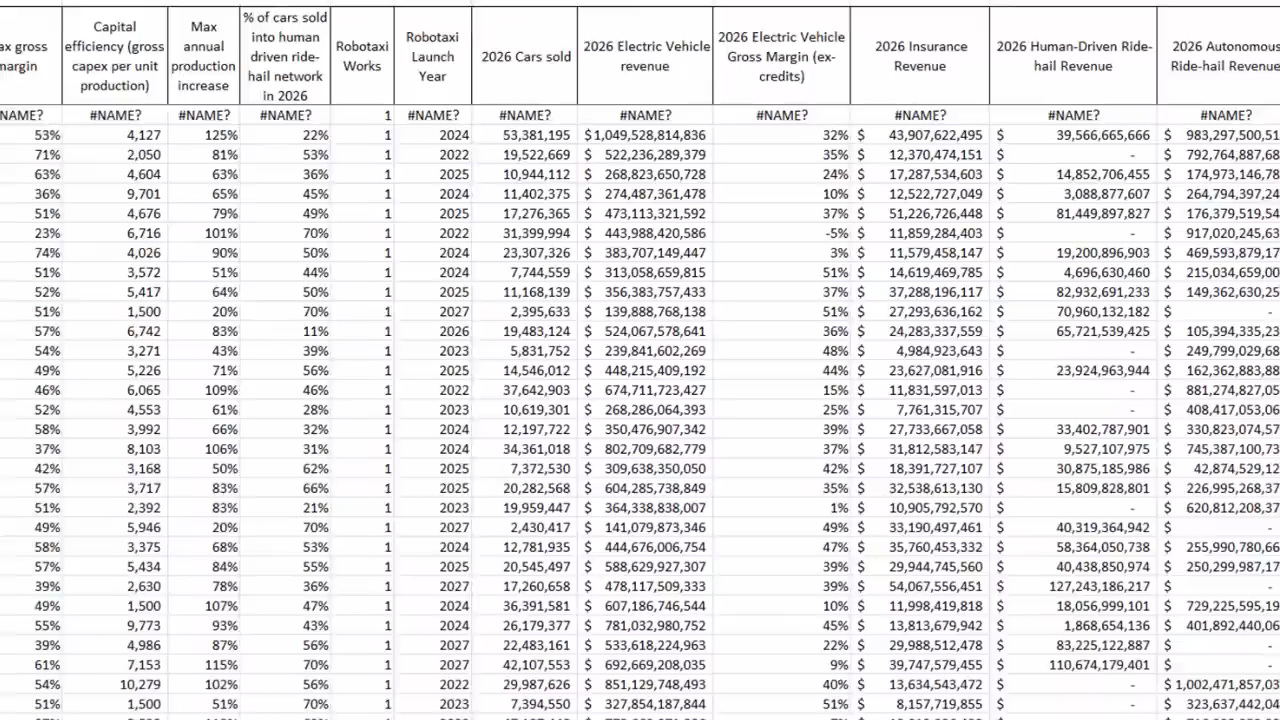 ax gross margin | Capital efficiency (gross capex per unit production) | Max annual production increase | % of cars sold into human driven ride-hail network in 2026 | Robotaxi Works | Robotaxi Launch Year | 2026 Cars sold | 2026 Electric Vehicle revenue | 2026 Electric Vehicle Gross Margin (ex-credits) | 2026 Insurance Revenue | 2026 Human-Driven Ride-hail Revenue | 2026 Autonomous Ride-hail Revenue
NAME? #NAME? #NAME? #NAME? 1 #NAME? #NAME? #NAME? #NAME? #NAME? #NAME? #NAME?
53% 4,127 125% 22% 1 2024 53,381,195 $1,049,528,814,836 32% $ 43,907,622,495 $ 39,566,665,666 $ 983,297,500,51
71% 2,050 81% 53% 1 2022 19,522,669 $ 522,236,289,379 35% $ 12,370,474,151 $ - $ 792,764,887,68
63% 4,604 63% 36% 1 2025 10,944,112 $ 268,823,650,728 24% $ 17,287,534,603 $ 14,852,706,455 $ 174,973,146,78
36% 9,701 65% 45% 1 2024 11,402,375 $ 274,487,361,478 10% $ 12,522,727,049 $ 3,088,877,607 $ 264,794,397,24
51% 4,676 79% 49% 1 2025 17,276,365 $ 473,113,321,592 37% $ 51,226,726,448 $ 81,449,897,827 $ 176,379,519,54
23% 6,716 101% 70% 1 2022 31,399,994 $ 443,988,420,586 -5% $ 11,859,284,403 $ - $ 917,020,245,63
74% 4,026 90% 50% 1 2024 23,307,326 $ 383,707,149,447 3% $ 11,579,458,147 $ 19,200,896,903 $ 469,593,879,17
51% 3,572 51% 44% 1 2024 7,744,559 $ 313,058,659,815 51% $ 14,619,469,785 $ 4,696,630,460 $ 215,034,659,00
52% 5,417 64% 50% 1 2025 11,168,139 $ 356,383,757,433 37% $ 37,288,196,117 $ 82,932,691,233 $ 149,362,630,25
51% 1,500 20% 70% 1 2027 2,395,633 $ 139,888,768,138 51% $ 27,293,636,162 $ 70,960,132,182 $ -
57% 6,742 83% 11% 1 2026 19,483,124 $ 524,067,578,641 36% $ 24,283,337,559 $ 65,721,539,425 $ 105,394,335,23
54% 3,271 43% 39% 1 2023 5,831,752 $ 239,841,602,269 48% $ 4,984,923,643 $ - $ 249,799,029,68
49% 5,226 71% 56% 1 2025 14,546,012 $ 448,215,409,192 44% $ 23,627,081,916 $ 23,924,963,944 $ 162,362,883,88
46% 6,065 109% 46% 1 2022 37,642,903 $ 674,711,723,427 15% $ 11,831,597,013 $ - $ 881,274,827,05
52% 4,553 61% 28% 1 2023 10,619,301 $ 268,286,064,393 25% $ 7,761,315,707 $ - $ 408,417,053,06
58% 3,992 66% 32% 1 2024 12,197,722 $ 350,476,907,342 39% $ 27,733,667,058 $ 33,402,787,901 $ 330,823,074,57
37% 8,103 106% 31% 1 2024 34,361,018 $ 802,709,682,779 37% $ 31,812,583,147 $ 9,527,107,975 $ 745,387,100,73
42% 3,168 50% 62% 1 2025 7,372,530 $ 309,638,350,050 42% $ 18,391,727,107 $ 30,875,185,986 $ 42,874,529,12
57% 3,717 83% 66% 1 2025 20,282,568 $ 604,285,738,849 35% $ 32,538,613,130 $ 15,809,828,801 $ 226,995,268,37
51% 2,392 83% 21% 1 2023 19,959,447 $ 364,338,838,007 1% $ 10,905,792,570 $ - $ 620,812,208,37
49% 5,946 20% 70% 1 2027 2,430,417 $ 141,079,873,346 49% $ 33,190,497,461 $ 40,319,364,942 $ -
58% 3,375 68% 53% 1 2024 12,781,935 $ 444,676,006,754 47% $ 35,760,453,332 $ 58,364,050,738 $ 255,990,780,66
57% 5,434 84% 55% 1 2025 20,545,497 $ 588,629,927,307 39% $ 29,944,745,560 $ 40,438,850,974 $ 250,299,987,17
39% 2,630 78% 36% 1 2027 17,260,658 $ 478,117,509,333 39% $ 54,067,556,451 $ 127,243,186,217 $ -
49% 1,500 107% 47% 1 2024 36,391,581 $ 607,186,746,544 10% $ 11,998,419,818 $ 18,056,999,101 $ 729,225,595,19
55% 9,773 93% 43% 1 2024 26,179,377 $ 781,032,980,752 45% $ 13,813,679,942 $ 1,868,654,136 $ 401,892,440,06
39% 4,986 87% 56% 1 2027 22,483,161 $ 533,618,224,963 22% $ 29,988,512,478 $ 83,225,122,887 $ -
61% 7,153 115% 70% 1 2027 42,107,553 $ 692,669,208,035 9% $ 39,747,579,455 $ 110,674,179,401 $ -
54% 10,279 102% 56% 1 2022 29,987,626 $ 851,129,748,493 40% $ 13,634,543,472 $ - $ 1,002,471,857,03
51% 1,500 51% 70% 1 2023 7,394,550 $ 327,854,187,844 51% $ 8,157,719,855 $ - $ 323,637,442,04